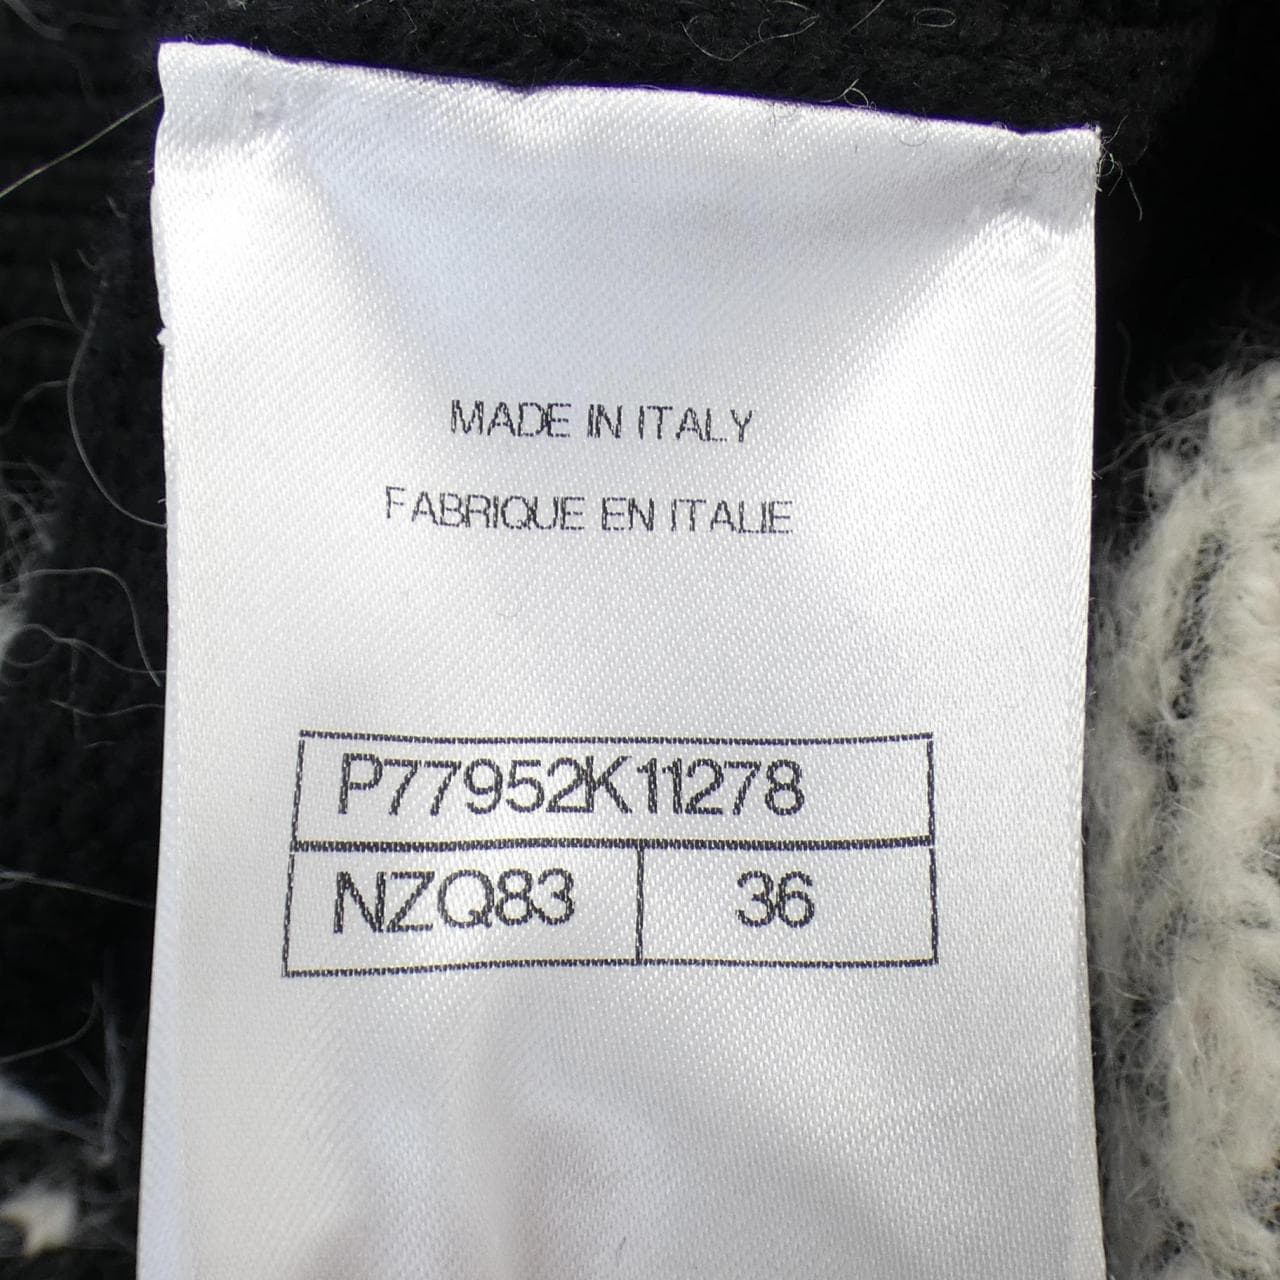 MADE IN ITALY
FABRIQUE EN ITALIE
P77952K11278
NZQ83 36